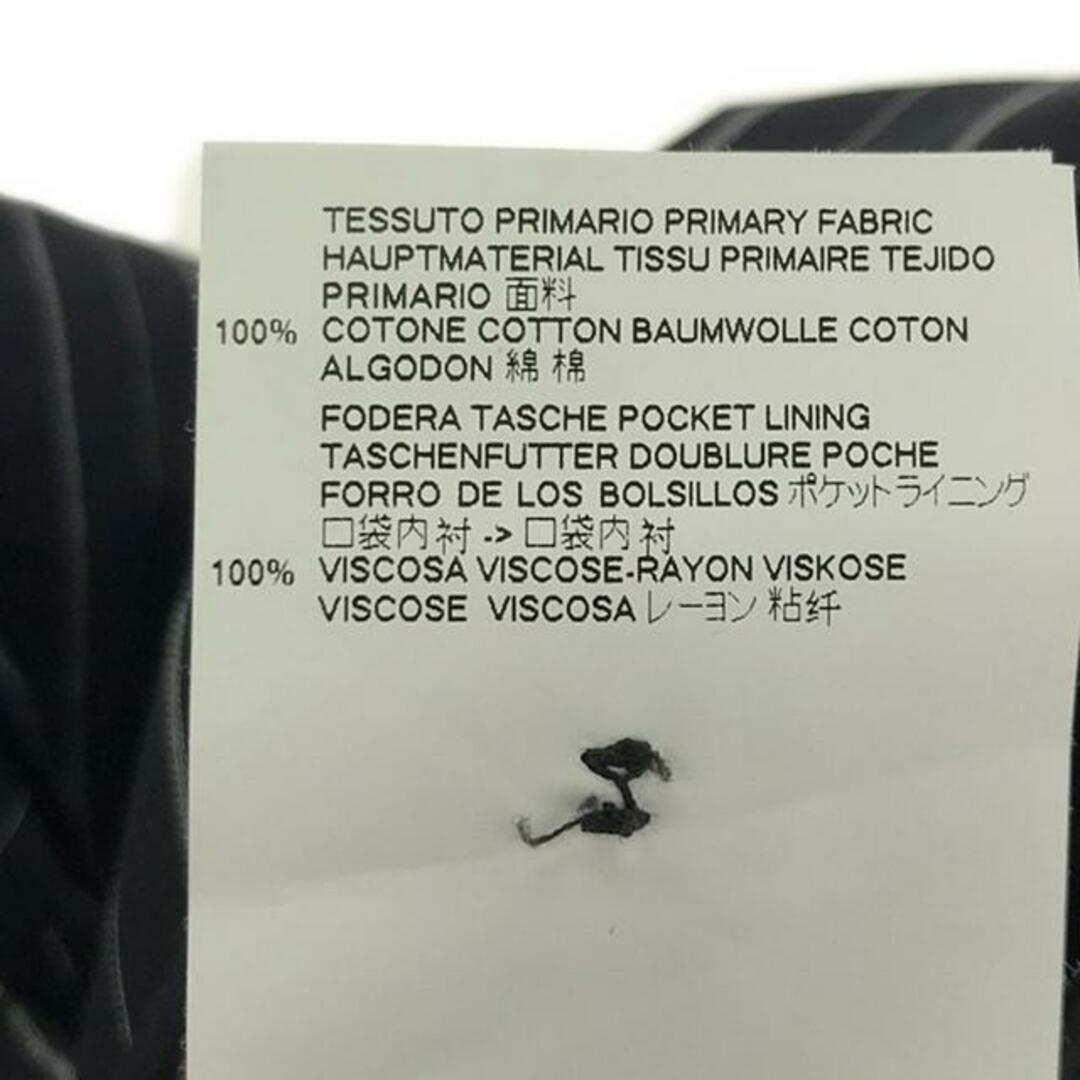 TESSUTO PRIMARIO PRIMARY FABRIC
HAUPTMATERIAL TISSU PRIMAIRE TEJIDO
PRIMARIO 面料
100% COTONE COTTON BAUMWOLLE COTON
ALGODON 綿 棉
FODERA TASCHE POCKET LINING
TASCHENFUTTER DOUBLURE POCHE
FORRO DE LOS BOLSILLOS ポケットライニング
口袋内衬 -> 口袋内衬
100% VISCOSA VISCOSE-RAYON VISKOSE
VISCOSE VISCOSA レーヨン 粘纤